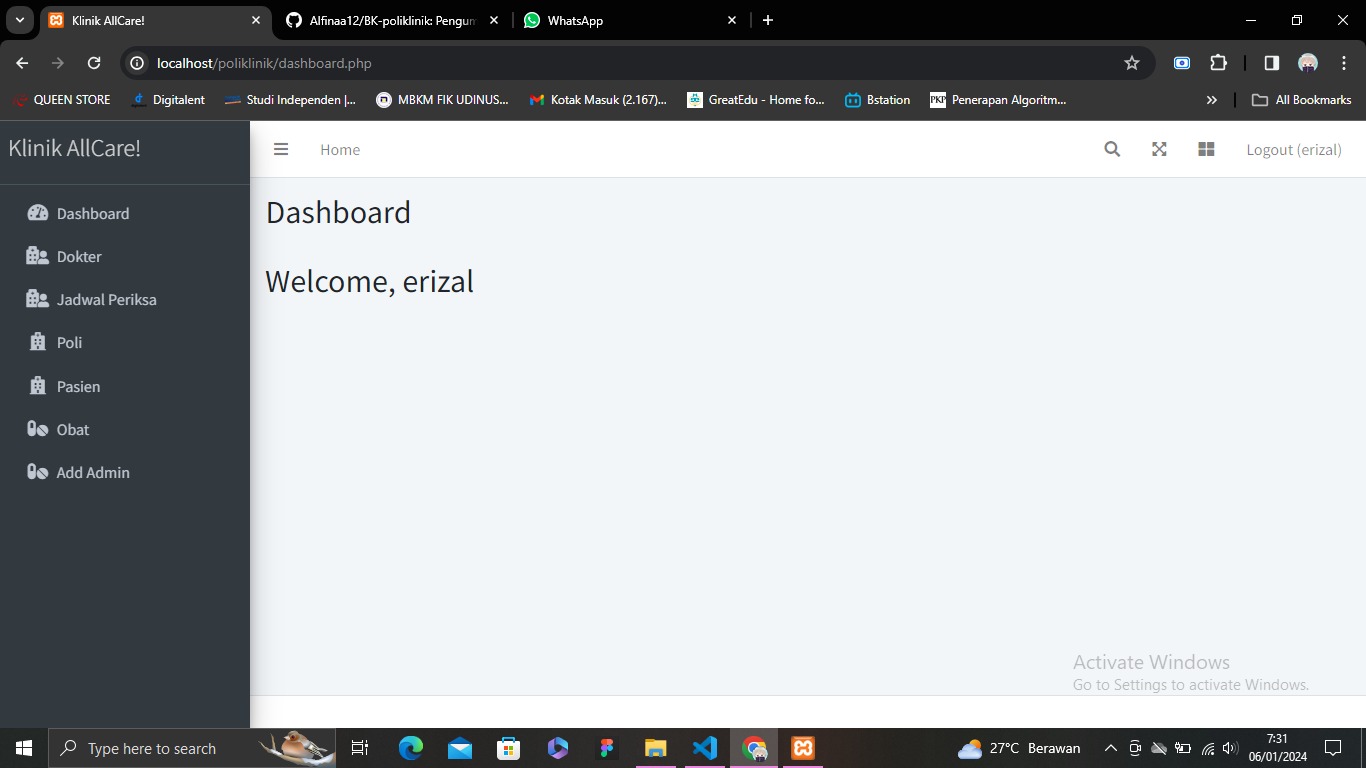 Klinik AllCare!
Alfinaa12/BK-poliklinik: Pengum
WhatsApp
localhost/poliklinik/dashboard.php
QUEEN STORE
Digitalent
Studi Independen |...
MBKM FIK UDINUS...
Kotak Masuk (2.167)...
GreatEdu - Home fo...
Bstation
PKP
Penerapan Algoritm...
»
All Bookmarks
Klinik AllCare!
Home
Logout (erizal)
Dashboard
Dokter
Jadwal Periksa
Poli
Pasien
Obat
Add Admin
Dashboard
Welcome, erizal
Activate Windows
Go to Settings to activate Windows.
Type here to search
27°C Berawan
7:31
06/01/2024